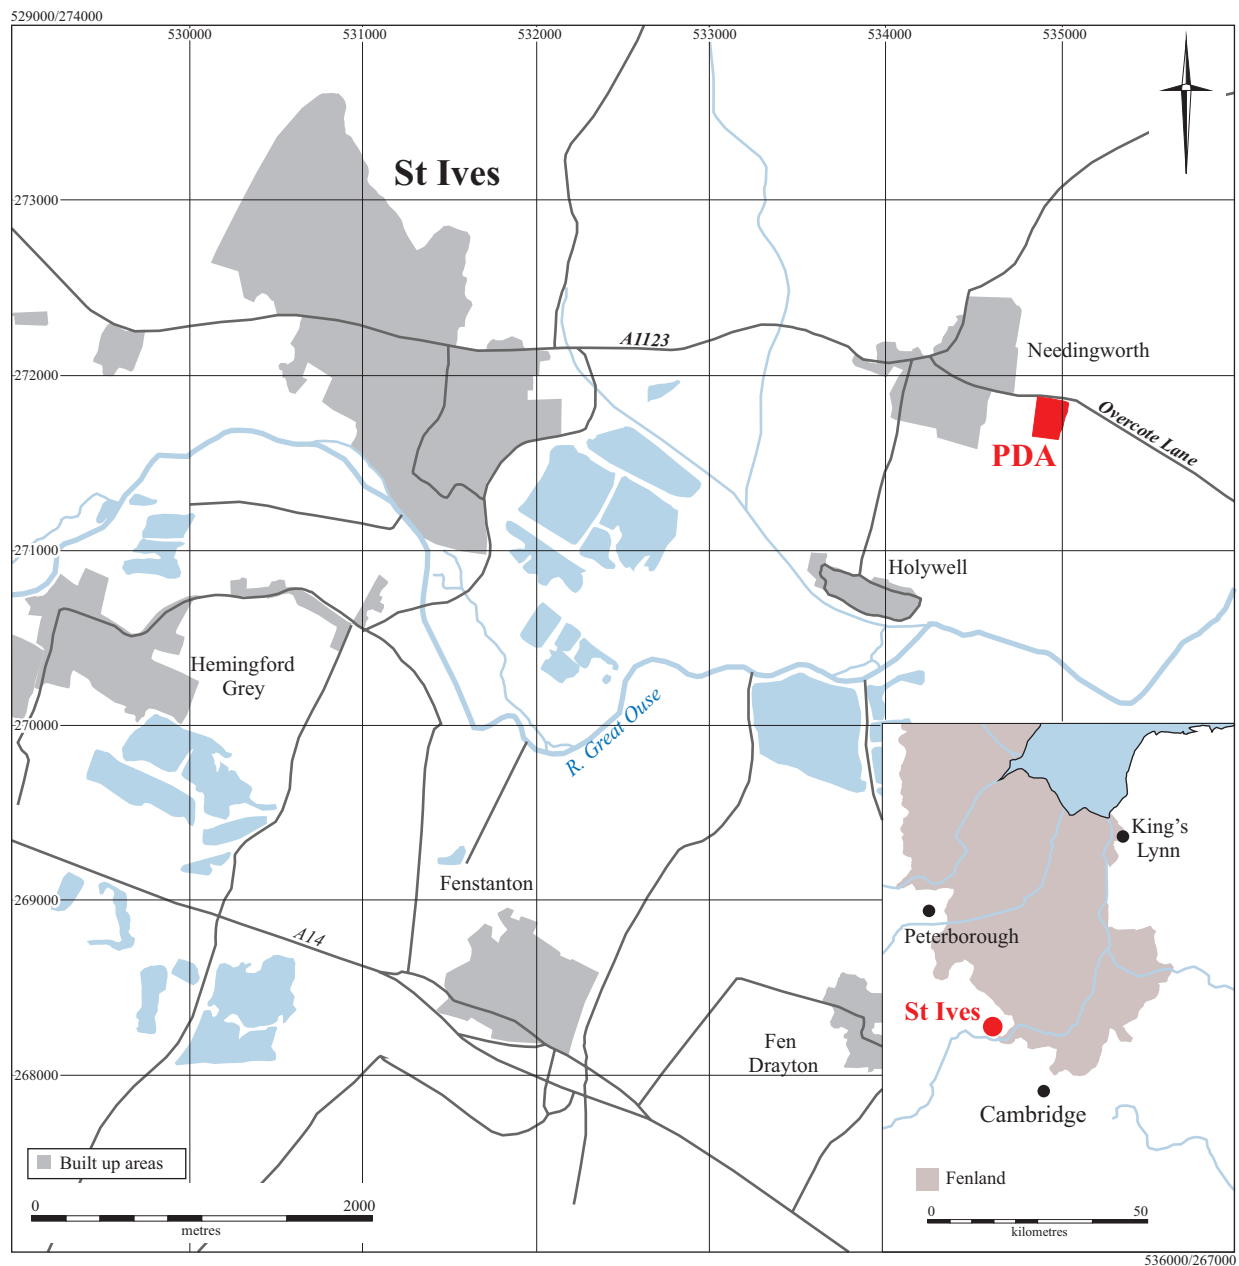 529000/274000
530000
531000
532000
533000
534000
535000
St Ives
273000
A1123
Needingworth
272000
Overcote Lane
PDA
271000
Holywell
Hemingford
Grey
R. Great Ouse
270000
King’s
Lynn
Fenstanton
269000
A14
Peterborough
St Ives
Fen
Drayton
268000
Cambridge
Built up areas
Fenland
0
2000
metres
0
50
kilometres
536000/267000